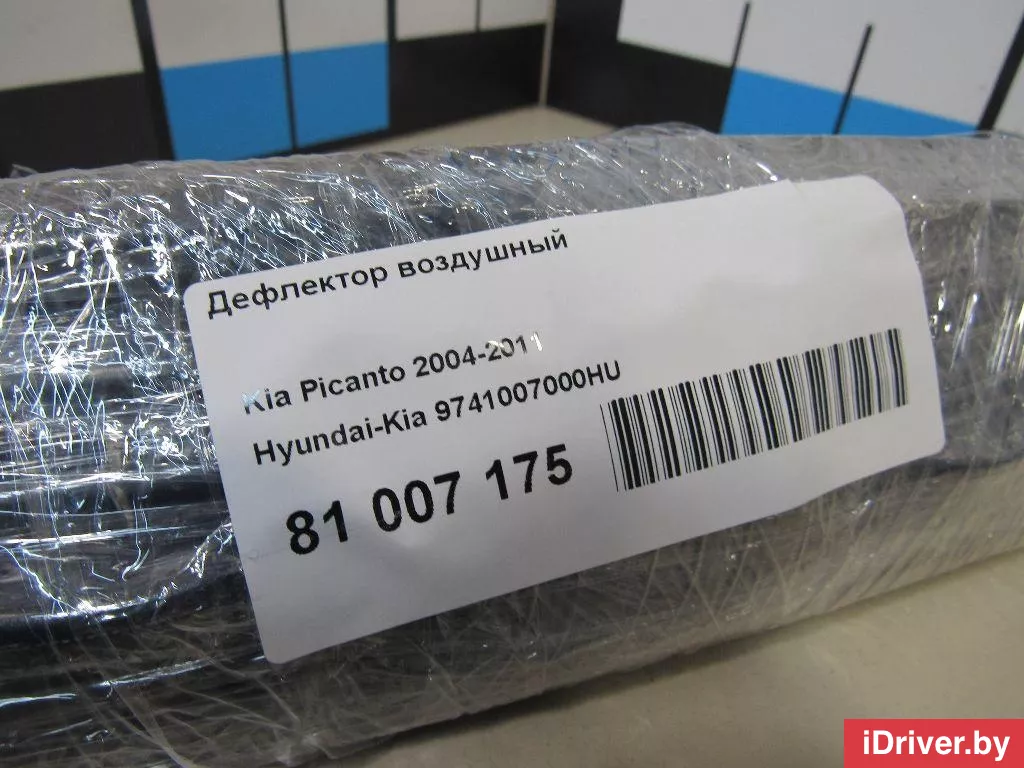 Дефлектор воздушный
Kia Picanto 2004-2011
Hyundai-Kia 9741007000HU
81 007 175
iDriver.by